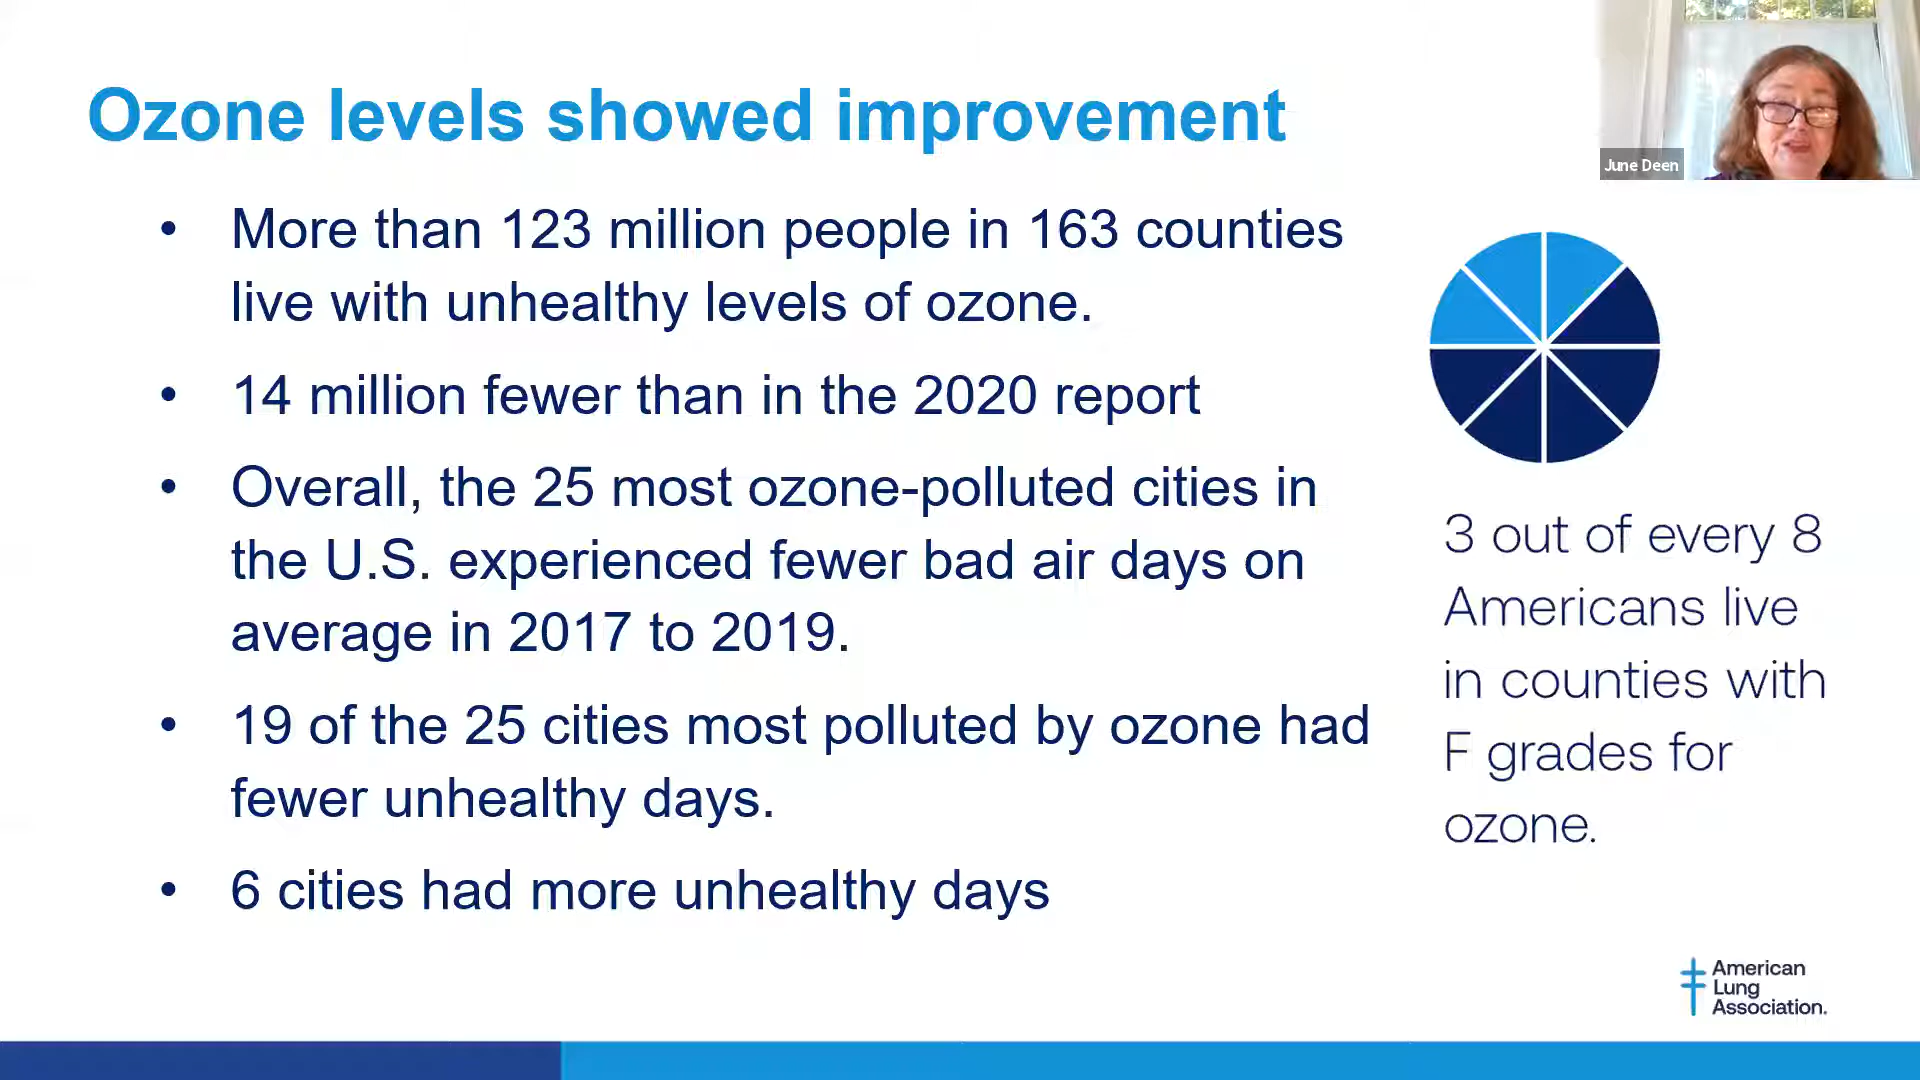 Ozone levels showed improvement
June Deen
• More than 123 million people in 163 counties
live with unhealthy levels of ozone.
• 14 million fewer than in the 2020 report
• Overall, the 25 most ozone-polluted cities in
the U.S. experienced fewer bad air days on
average in 2017 to 2019.
• 19 of the 25 cities most polluted by ozone had
fewer unhealthy days.
• 6 cities had more unhealthy days
3 out of every 8
Americans live
in counties with
F grades for
ozone.
American
Lung
Association.